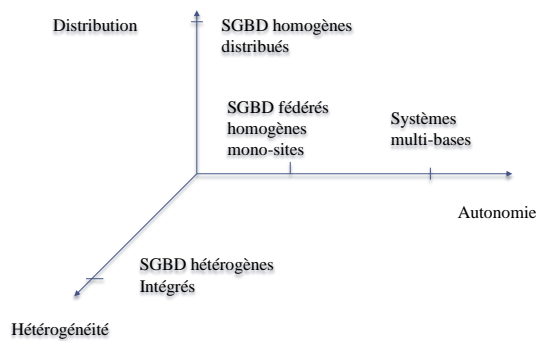 Distribution
SGBD homogènes
distribués
SGBD fédérés
homogènes
mono-sites
Systèmes
multi-bases
Autonomie
SGBD hétérogènes
Intégrés
Hétérogénéité